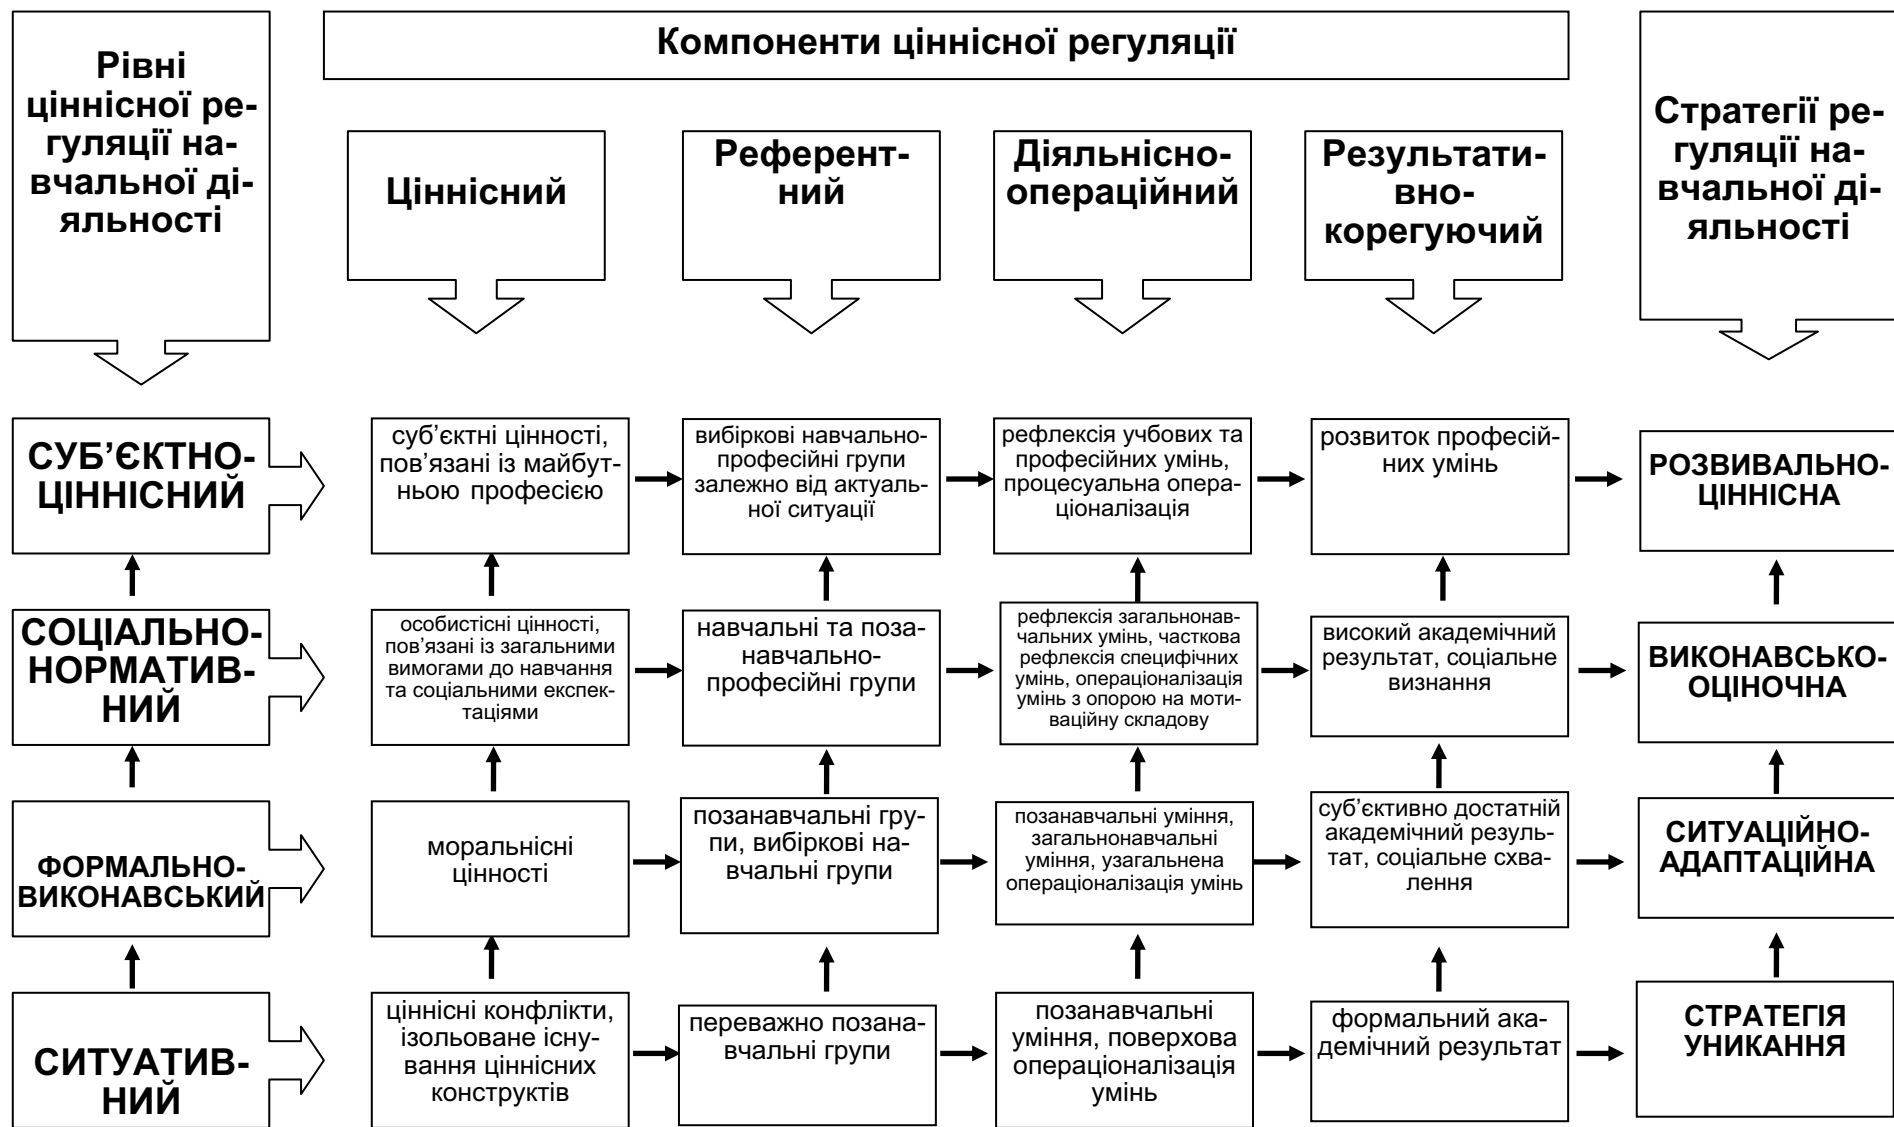 Рівні
ціннісної ре-
гуляції на-
вчальної ді-
яльності
Компоненти ціннісної регуляції
Стратегії ре-
гуляції на-
вчальної ді-
яльності
Ціннісний
Референт-
ний
Діяльнісно-
операційний
Результати-
вно-
корегуючий
СУБ’ЄКТНО-
ЦІННІСНИЙ
суб’єктні цінності,
пов’язані із майбут-
ньою професією
вибіркові навчально-
професійні групи
залежно від актуаль-
ної ситуації
рефлексія учбових та
професійних умінь,
процесуальна опера-
ціоналізація
розвиток професій-
них умінь
РОЗВИВАЛЬНО-
ЦІННІСНА
СОЦІАЛЬНО-
НОРМАТИВ-
НИЙ
особистісні цінності,
пов’язані із загальними
вимогами до навчання
та соціальними експек-
таціями
навчальні та поза-
навчально-
професійні групи
рефлексія загальнонав-
чальних умінь, часткова
рефлексія специфічних
умінь, операціоналізація
умінь з опорою на моти-
ваційну складову
високий академічний
результат, соціальне
визнання
ВИКОНАВСЬКО-
ОЦІНОЧНА
ФОРМАЛЬНО-
ВИКОНАВСЬКИЙ
моральнісні
цінності
позанавчальні гру-
пи, вибіркові на-
вчальні групи
позанавчальні уміння,
загальнонавчальні
уміння, узагальнена
операціоналізація умінь
суб’єктивно достатній
академічний резуль-
тат, соціальне схва-
лення
СИТУАЦІЙНО-
АДАПТАЦІЙНА
СИТУАТИВ-
НИЙ
ціннісні конфлікти,
ізольоване існу-
вання ціннісних
конструктів
переважно позана-
вчальні групи
позанавчальні
уміння, поверхова
операціоналізація
умінь
формальний ака-
демічний результат
СТРАТЕГІЯ
УНИКАННЯ